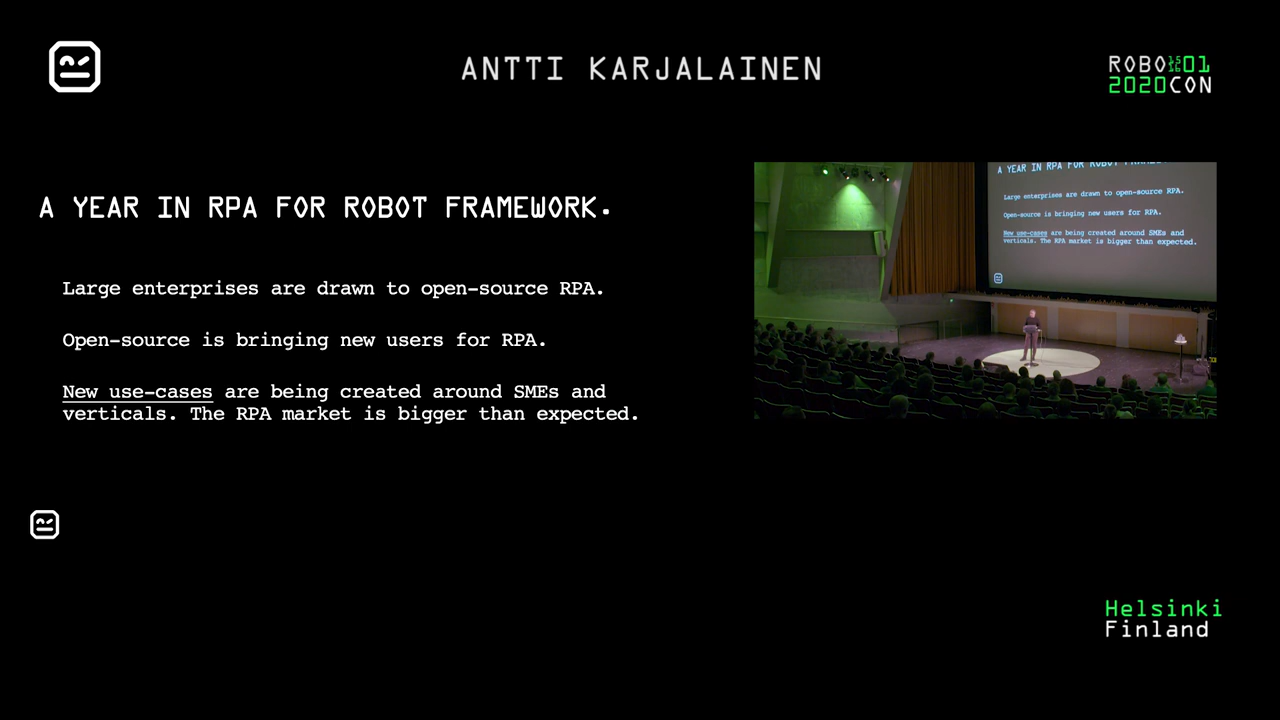 ANTTI KARJALAINEN
ROBO 15 16 01
2020CON
A YEAR IN RPA FOR ROBOT FRAMEWORK.
Large enterprises are drawn to open-source RPA.
Open-source is bringing new users for RPA.
New use-cases are being created around SMEs and
verticals. The RPA market is bigger than expected.
A YEAR IN RPA FOR ROBOT
Large enterprises are drawn to open-source RPA.
Open-source is bringing new users for RPA.
New use-cases are being created around SMEs and
verticals. The RPA market is bigger than expected.
Helsinki
Finland